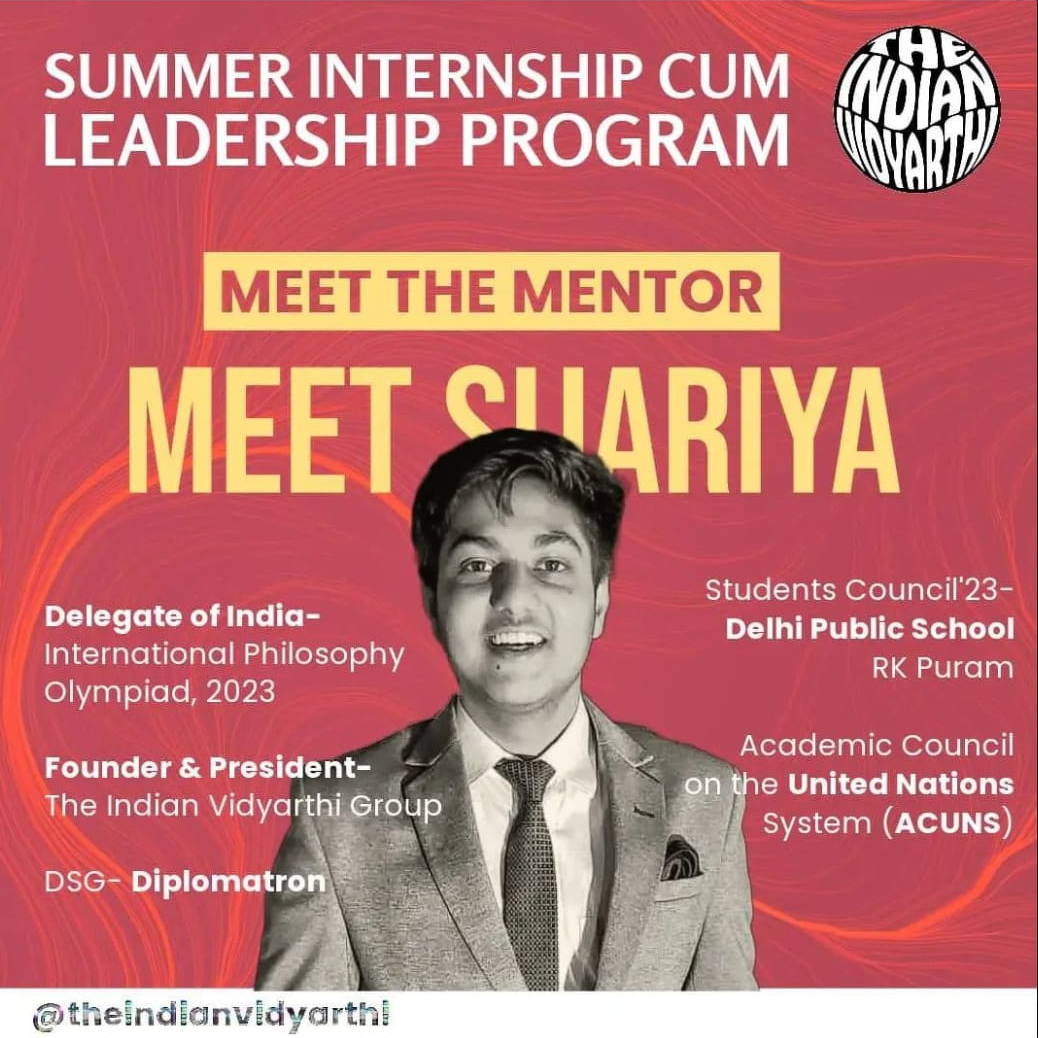 SUMMER INTERNSHIP CUM
LEADERSHIP PROGRAM
THE
INDIAN
VIDYARTHI
MEET THE MENTOR
MEET SHARIYA
Delegate of India-
International Philosophy
Olympiad, 2023
Founder & President-
The Indian Vidyarthi Group
DSG- Diplomatron
Students Council'23-
Delhi Public School
RK Puram
Academic Council
on the United Nations
System (ACUNS)
@theindianvidyarthi